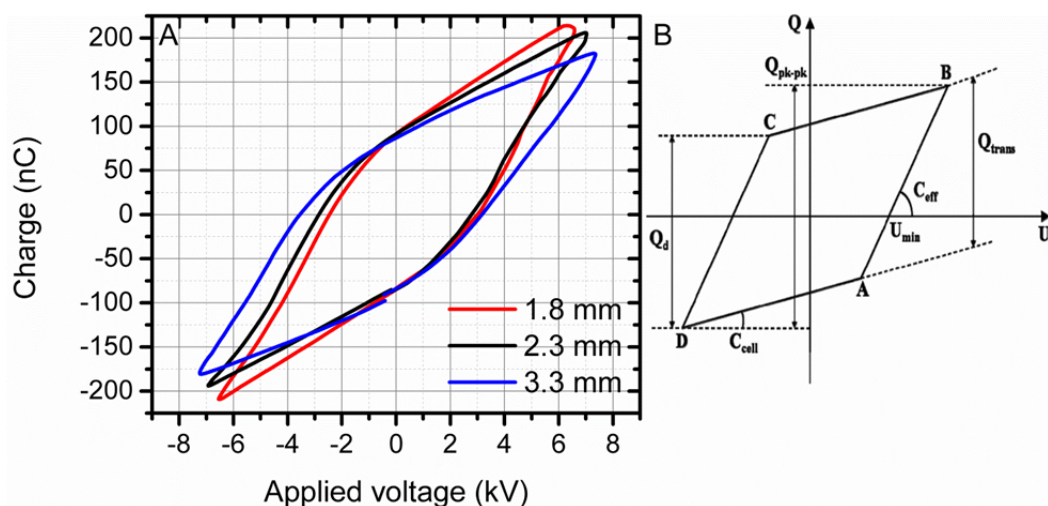 A
Charge (nC)
200
150
100
50
0
-50
-100
-150
-200
1.8 mm
2.3 mm
3.3 mm
-8 -6 -4 -2 0 2 4 6 8
Applied voltage (kV)
B
Q
Qpk-pk
B
C
Qtrans
Ceff
Umin
U
Qd
A
D
Ccell